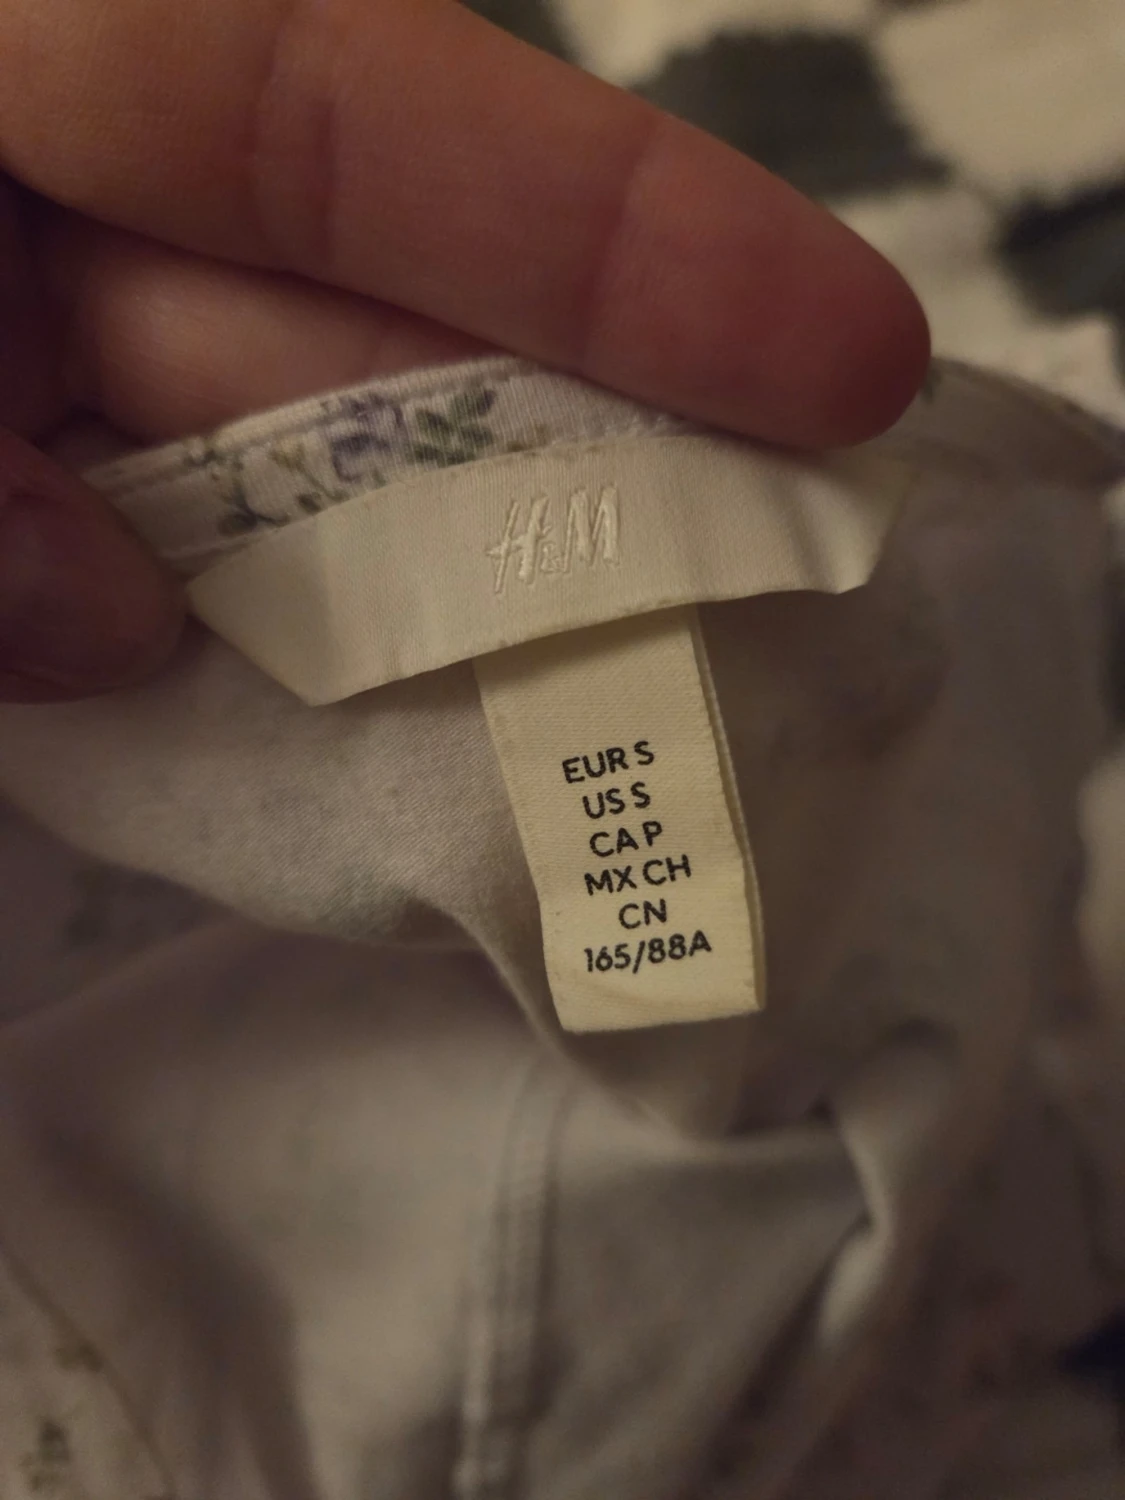 H&M
EUR S
US S
CA P
MX CH
CN
165/88A